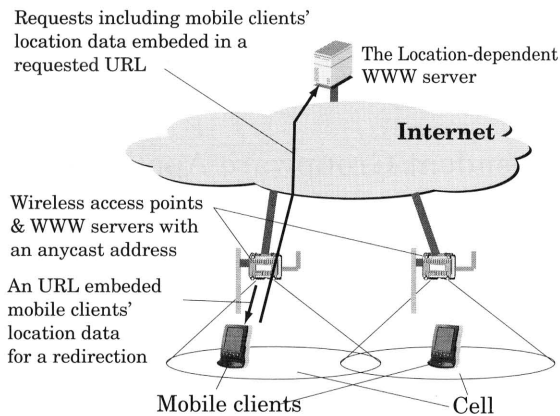 Requests including mobile clients'
location data embeded in a
requested URL
The Location-dependent
WWW server
Internet
Wireless access points
& WWW servers with
an anycast address
An URL embeded
mobile clients'
location data
for a redirection
Mobile clients
Cell